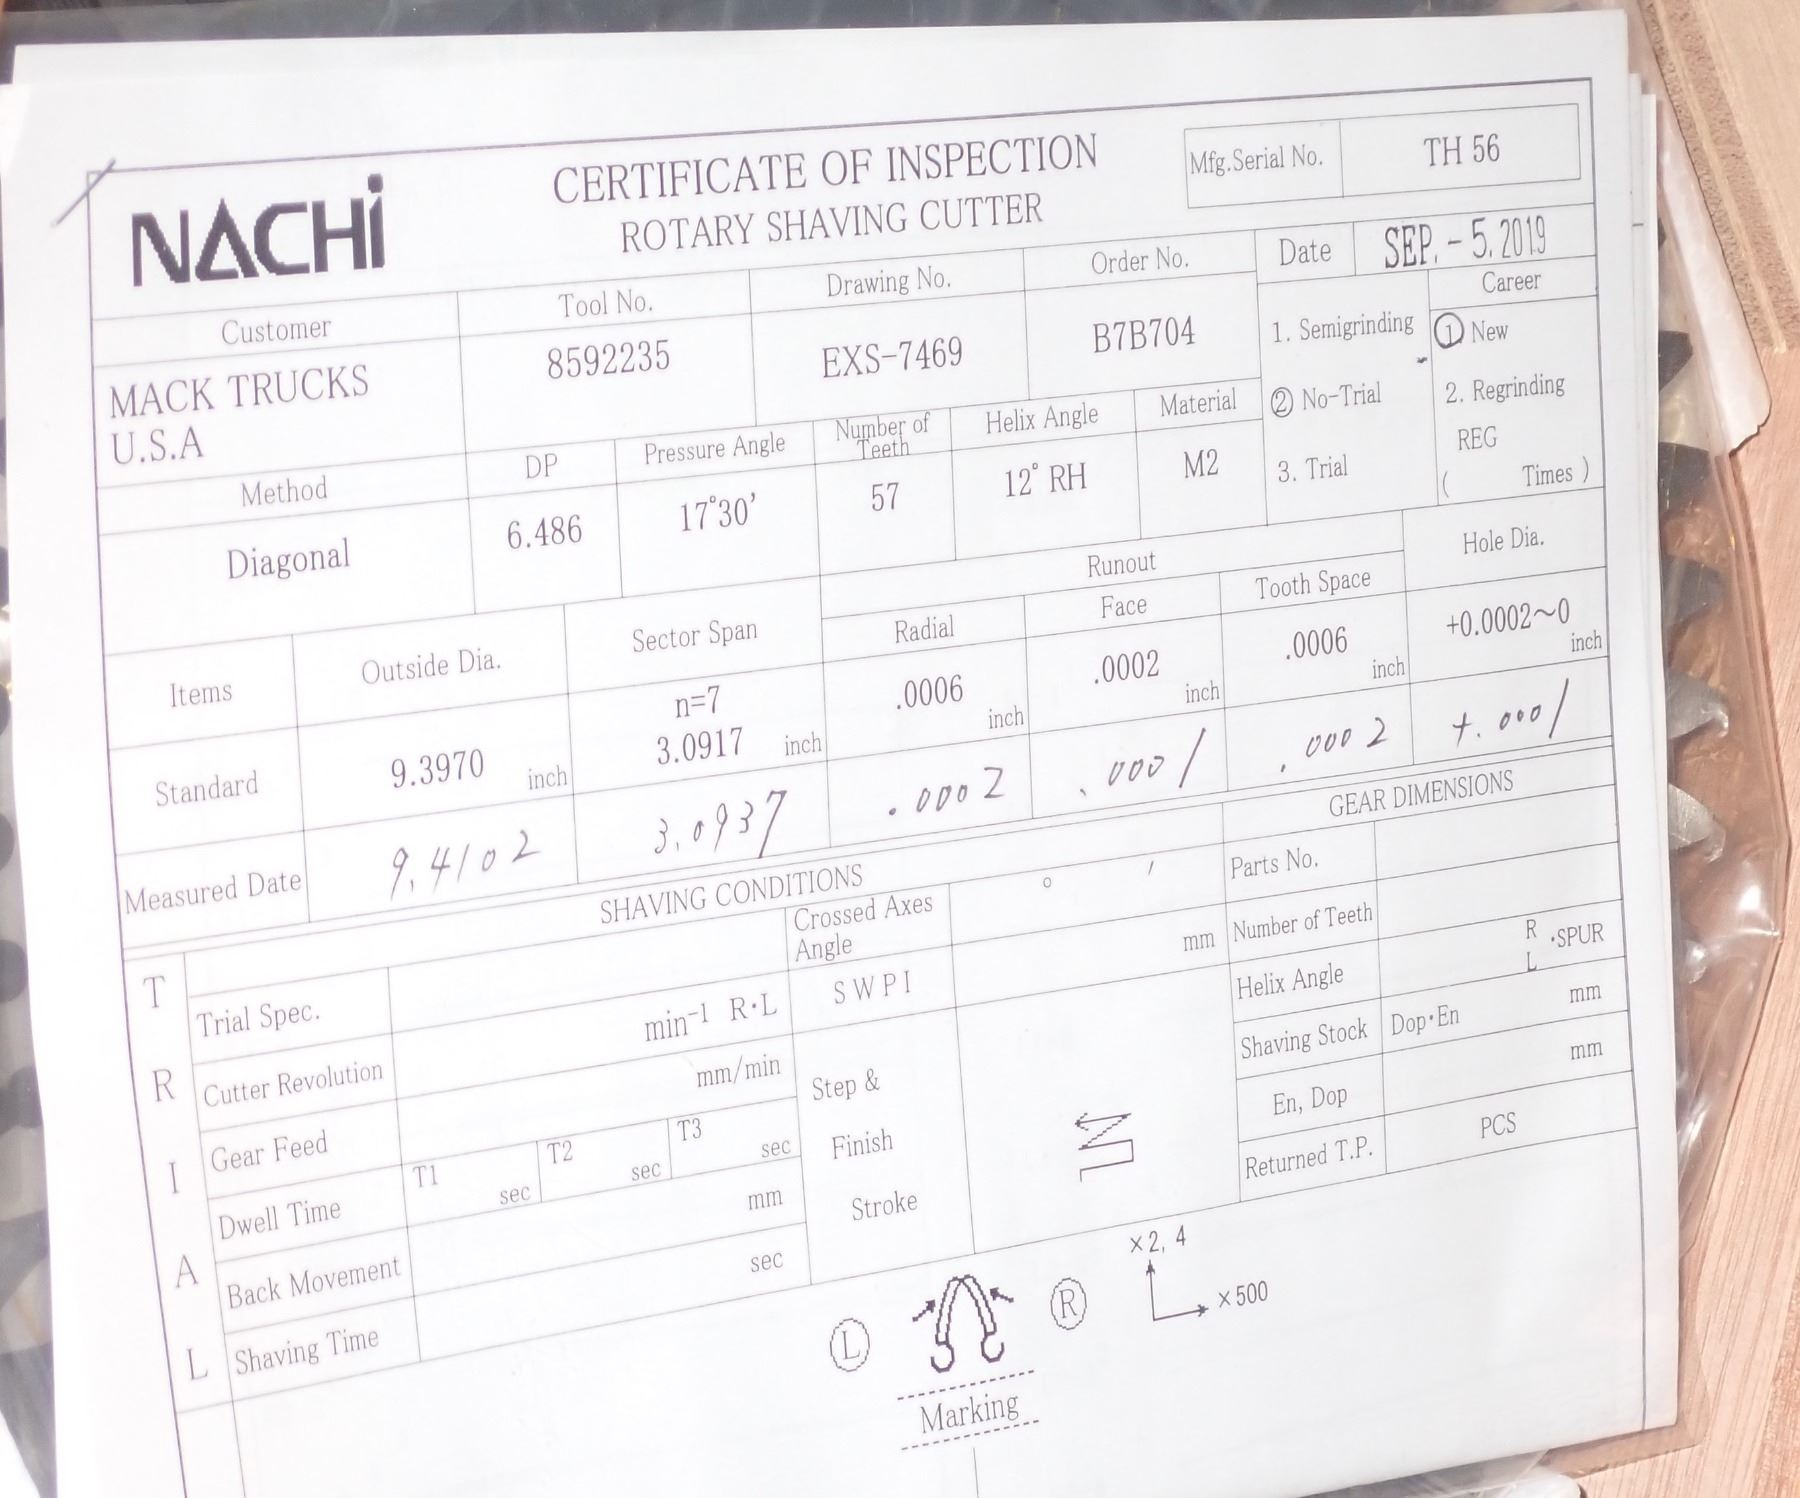 NACHi
CERTIFICATE OF INSPECTION
ROTARY SHAVING CUTTER
Mfg.Serial No. TH 56
Date SEP. - 5. 2019
Customer
MACK TRUCKS
U.S.A
Tool No.
8592235
Drawing No.
EXS-7469
Order No.
B7B704
1. Semigrinding
② No-Trial
3. Trial
Career
① New
2. Regrinding
REG
( Times )
Method
Diagonal
DP
6.486
Pressure Angle
17°30'
Number of
Teeth
57
Helix Angle
12° RH
Material
M2
Items
Outside Dia.
Sector Span
Runout
Radial
Face
Tooth Space
Hole Dia.
Standard
9.3970 inch
n=7
3.0917 inch
.0006 inch
.0002 inch
.0006 inch
+0.0002~0
inch
Measured Date
9.4102
3.0937
.0002
.0001
.0002
+.0001
SHAVING CONDITIONS
GEAR DIMENSIONS
TRIAL
Trial Spec.
Cutter Revolution min⁻¹ R·L
Gear Feed mm/min
Dwell Time T1 sec T2 sec T3 sec
Back Movement mm
Shaving Time sec
Crossed Axes
Angle ° '
SWPI mm
Step &
Finish
Stroke
Parts No.
Number of Teeth
Helix Angle R L ·SPUR
Shaving Stock Dop·En mm
En, Dop mm
Returned T.P. PCS
Ⓛ
Ⓡ
×2, 4
×500
Marking